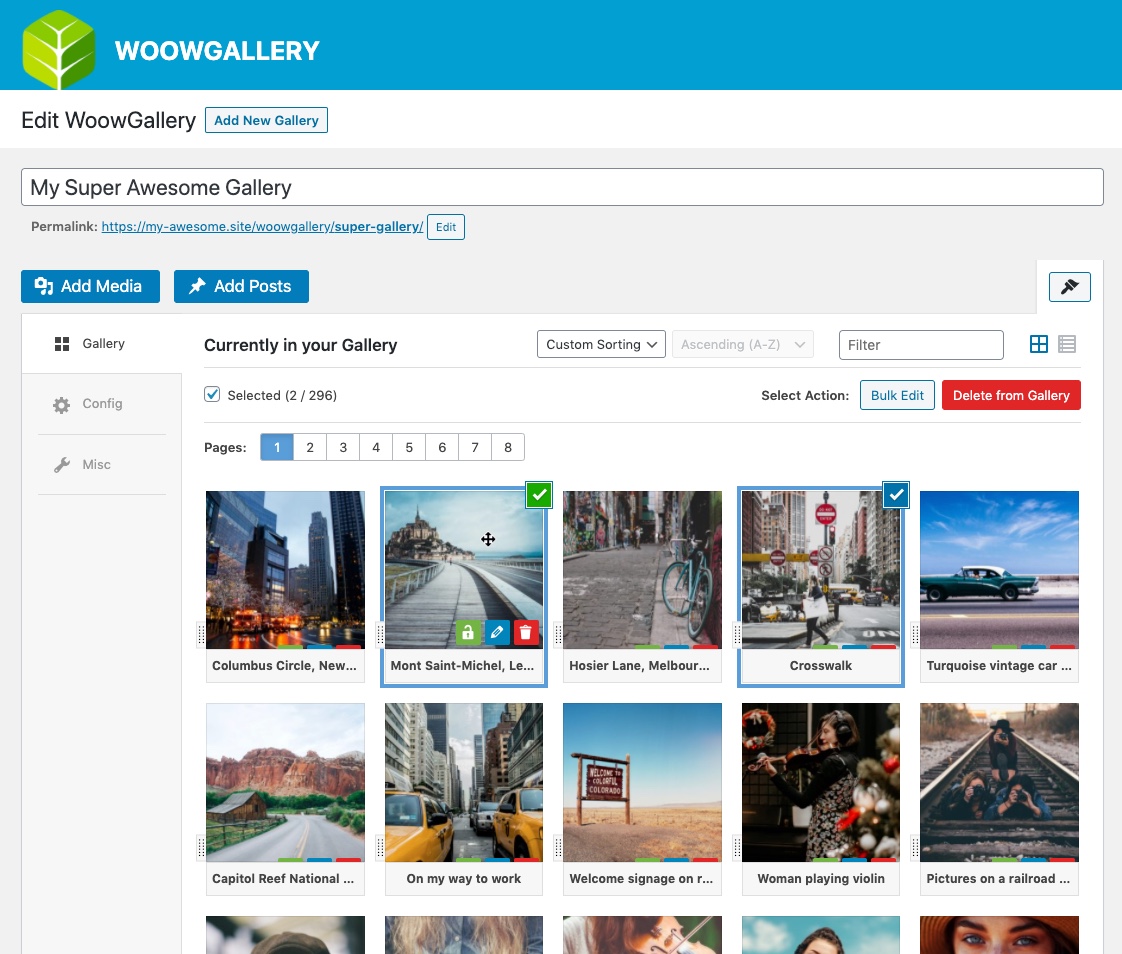 WOOWGALLERY
Edit WoowGallery Add New Gallery
My Super Awesome Gallery
Permalink: https://my-awesome.site/woowgallery/super-gallery/ Edit
Add Media Add Posts
Gallery
Config
Misc
Currently in your Gallery Custom Sorting Ascending (A-Z) Filter
Selected (2 / 296) Select Action: Bulk Edit Delete from Gallery
Pages: 1 2 3 4 5 6 7 8
Columbus Circle, New...
Mont Saint-Michel, Le...
Hosier Lane, Melbour...
Crosswalk
Turquoise vintage car ...
WELCOME TO
COLORFUL
COLORADO
Capitol Reef National ...
On my way to work
Welcome signage on r...
Woman playing violin
Pictures on a railroad ...